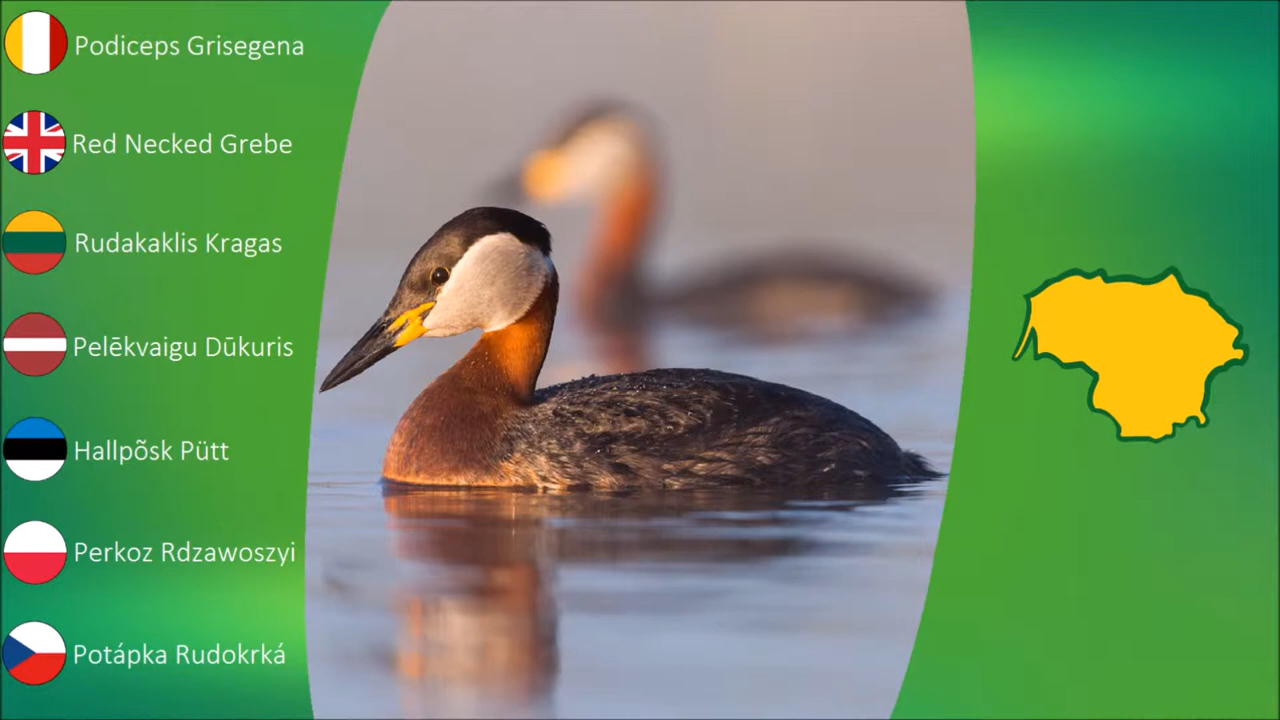 Podiceps Grisegena
Red Necked Grebe
Rudakaklis Kragas
Pelēkvaigu Dūkuris
Hallpõsk Pütt
Perkoz Rdzawoszyi
Potápka Rudokrká